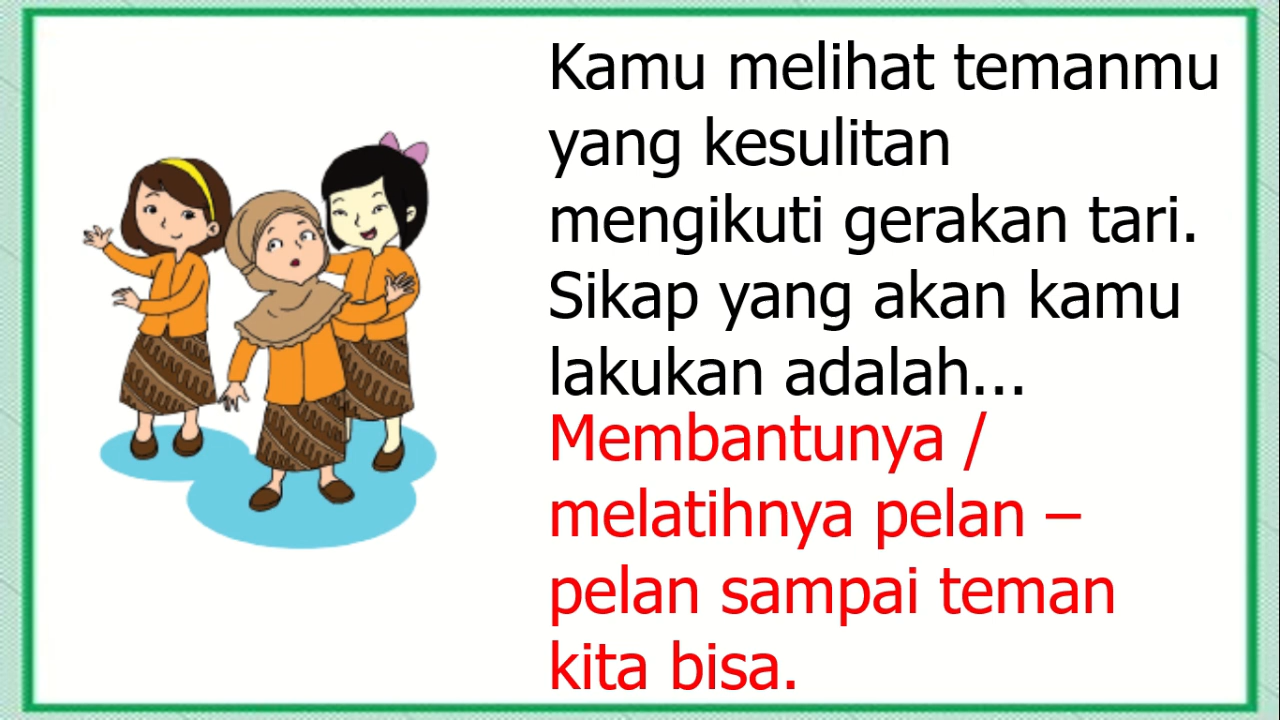 Kamu melihat temanmu
yang kesulitan
mengikuti gerakan tari.
Sikap yang akan kamu
lakukan adalah...
Membantunya /
melatihnya pelan –
pelan sampai teman
kita bisa.